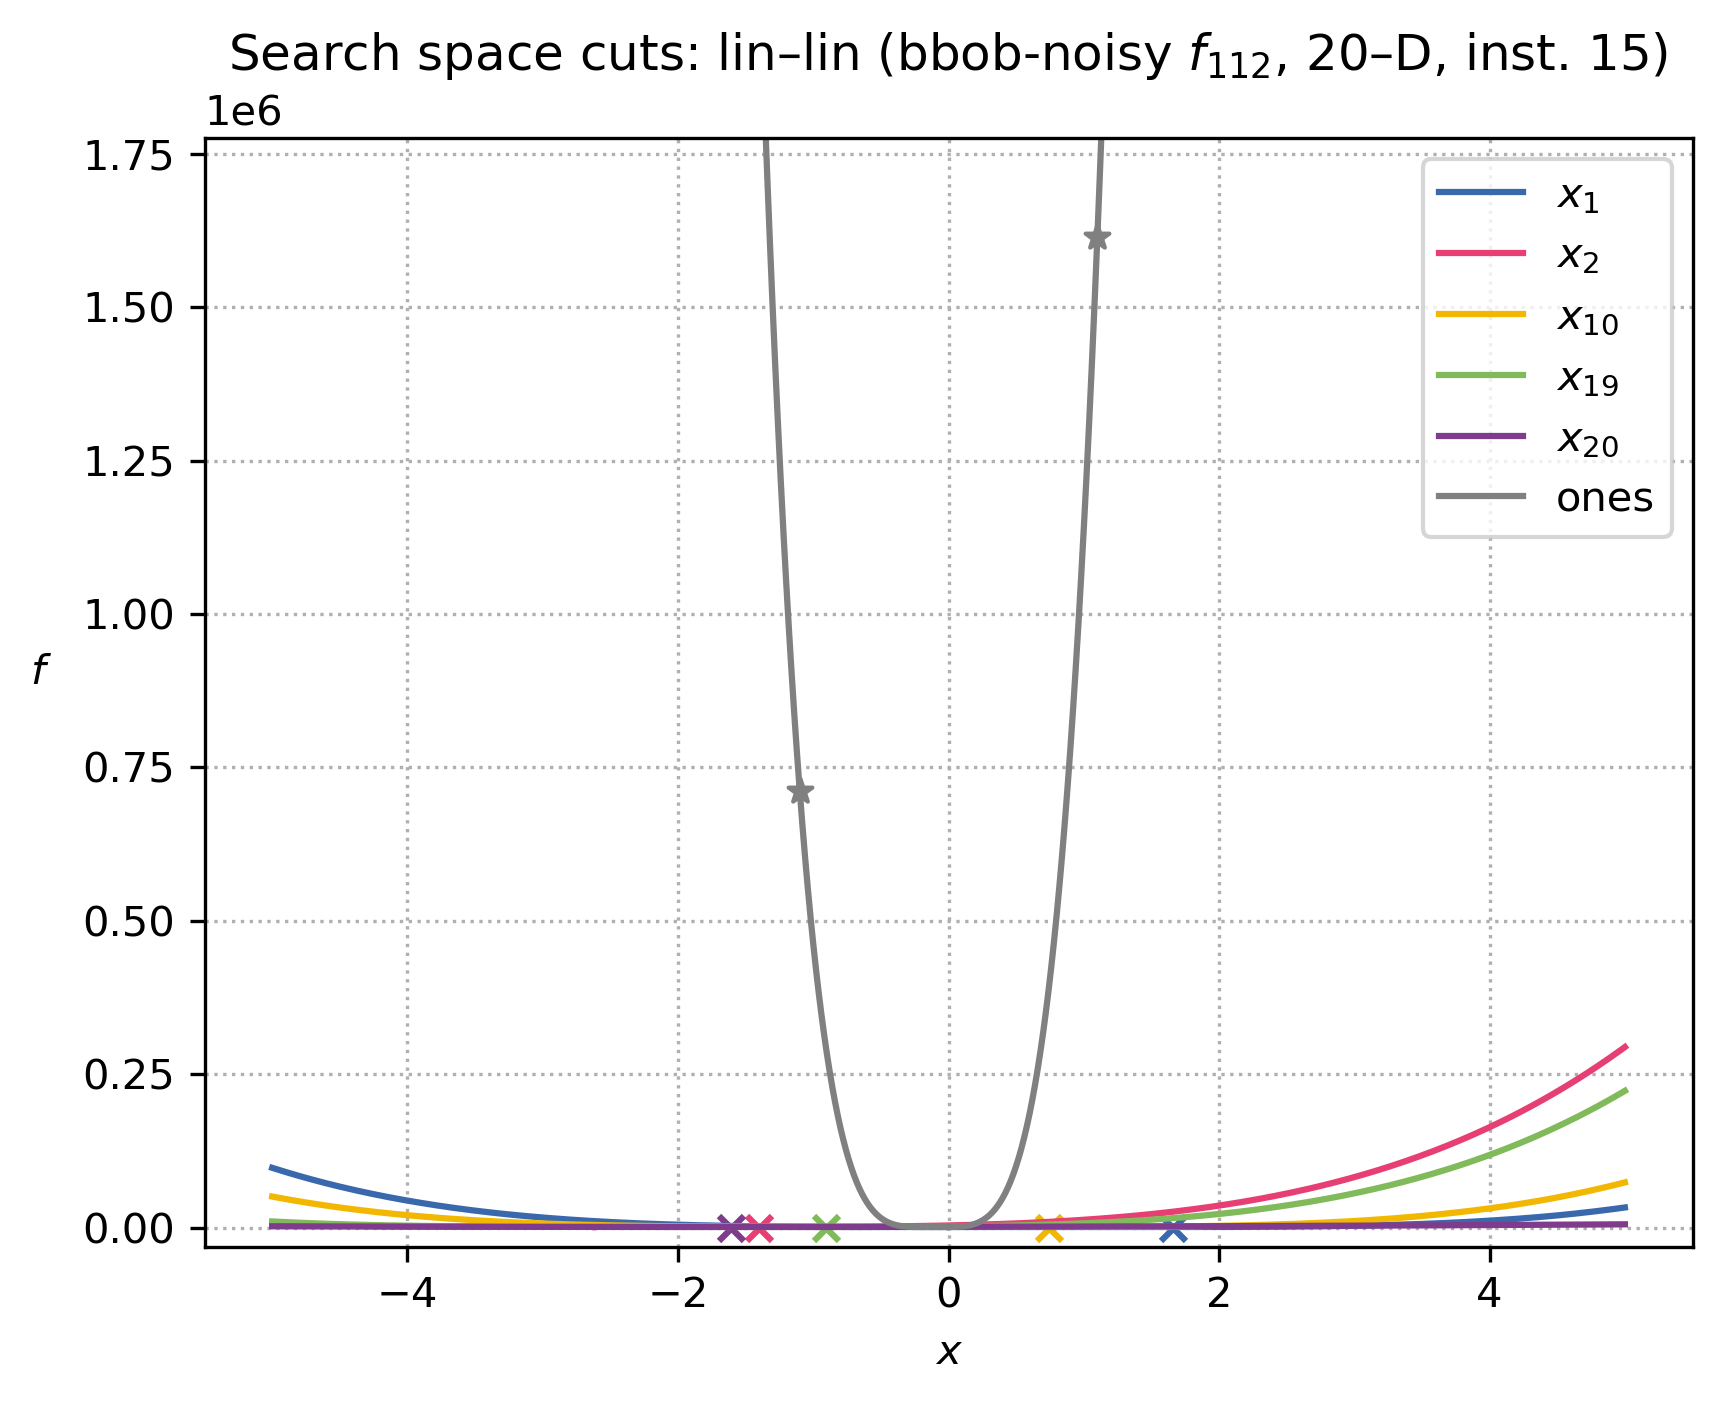 Search space cuts: lin–lin (bbob-noisy f₁₁₂, 20–D, inst. 15)
1e6
1.75
1.50
1.25
1.00
0.75
0.50
0.25
0.00
f
x₁
x₂
x₁₀
x₁₉
x₂₀
ones
−4 −2 0 2 4
x